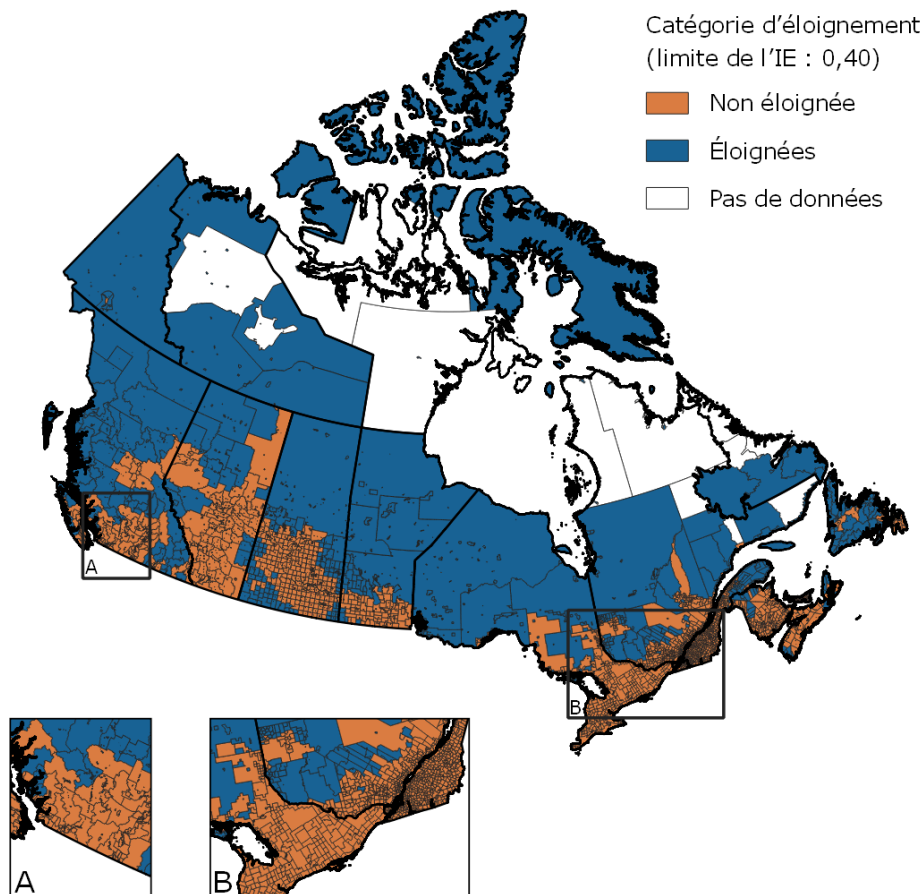 Catégorie d'éloignement
(limite de l'IE : 0,40)
Non éloignée
Éloignées
Pas de données
A
B
A
B